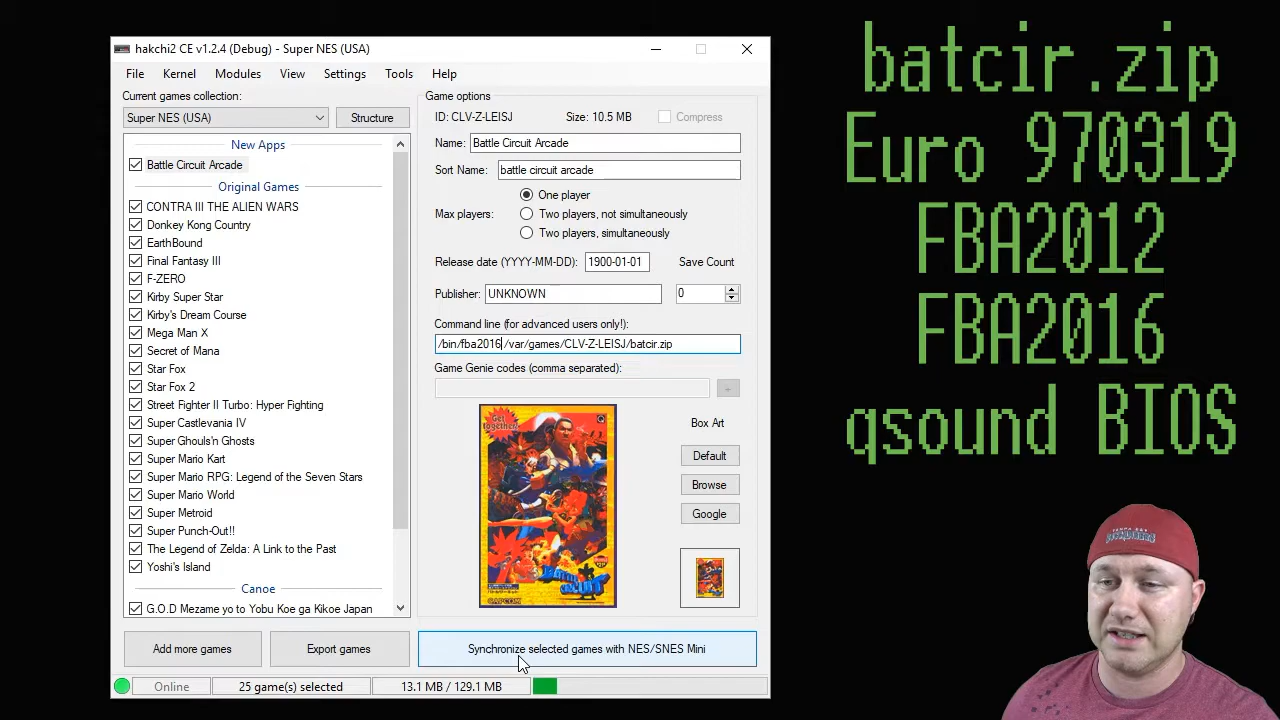 hakchi2 CE v1.2.4 (Debug) - Super NES (USA)
File Kernel Modules View Settings Tools Help
Current games collection:
Super NES (USA)
Structure
New Apps
Battle Circuit Arcade
Original Games
CONTRA III THE ALIEN WARS
Donkey Kong Country
EarthBound
Final Fantasy III
F-ZERO
Kirby Super Star
Kirby's Dream Course
Mega Man X
Secret of Mana
Star Fox
Star Fox 2
Street Fighter II Turbo: Hyper Fighting
Super Castlevania IV
Super Ghouls'n Ghosts
Super Mario Kart
Super Mario RPG: Legend of the Seven Stars
Super Mario World
Super Metroid
Super Punch-Out!!
The Legend of Zelda: A Link to the Past
Yoshi's Island
Canoe
G.O.D Mezame yo to Yobu Koe ga Kikoe Japan
Add more games
Export games
Game options
ID: CLV-Z-LEISJ Size: 10.5 MB Compress
Name: Battle Circuit Arcade
Sort Name: battle circuit arcade
Max players:
One player
Two players, not simultaneously
Two players, simultaneously
Release date (YYYY-MM-DD): 1900-01-01 Save Count
Publisher: UNKNOWN 0
Command line (for advanced users only!):
/bin/fba2016 /var/games/CLV-Z-LEISJ/batcir.zip
Game Genie codes (comma separated):
Get together!
CAPCOM
Box Art
Default
Browse
Google
Synchronize selected games with NES/SNES Mini
Online 25 game(s) selected 13.1 MB / 129.1 MB
batcir.zip
Euro 970319
FBA2012
FBA2016
qsound BIOS